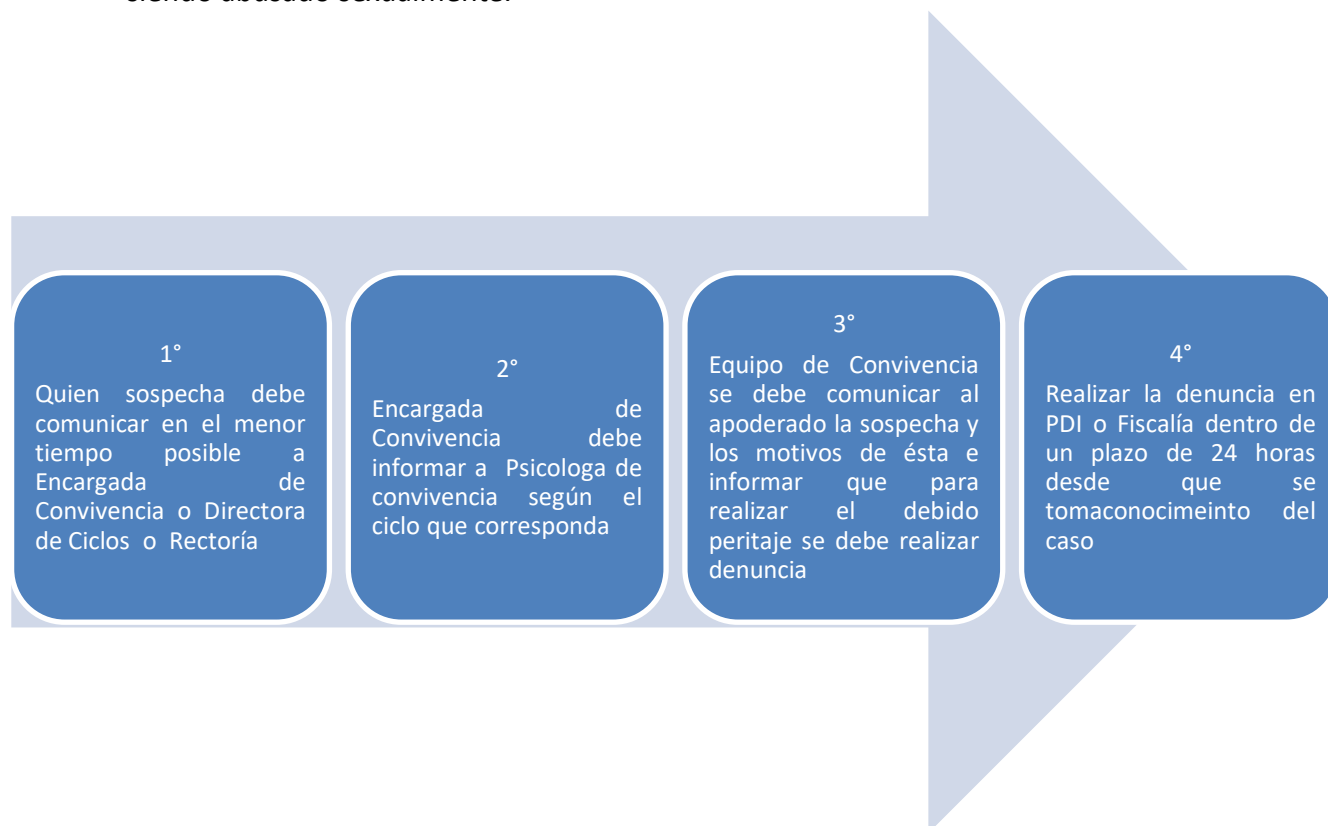 siendo abusado sexualmente.
1°
Quien sospecha debe
comunicar en el menor
tiempo posible a
Encargada de
Convivencia o Directora
de Ciclos o Rectoría
2°
Encargada de
Convivencia debe
informar a Psicologa de
convivencia según el
ciclo que corresponda
3°
Equipo de Convivencia
se debe comunicar al
apoderado la sospecha y
los motivos de ésta e
informar que para
realizar el debido
peritaje se debe realizar
denuncia
4°
Realizar la denuncia en
PDI o Fiscalía dentro de
un plazo de 24 horas
desde que se
tomaconocimeinto del
caso